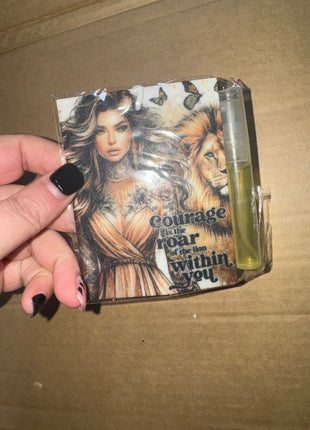 Courage
is the
roar
of the lion
within
you